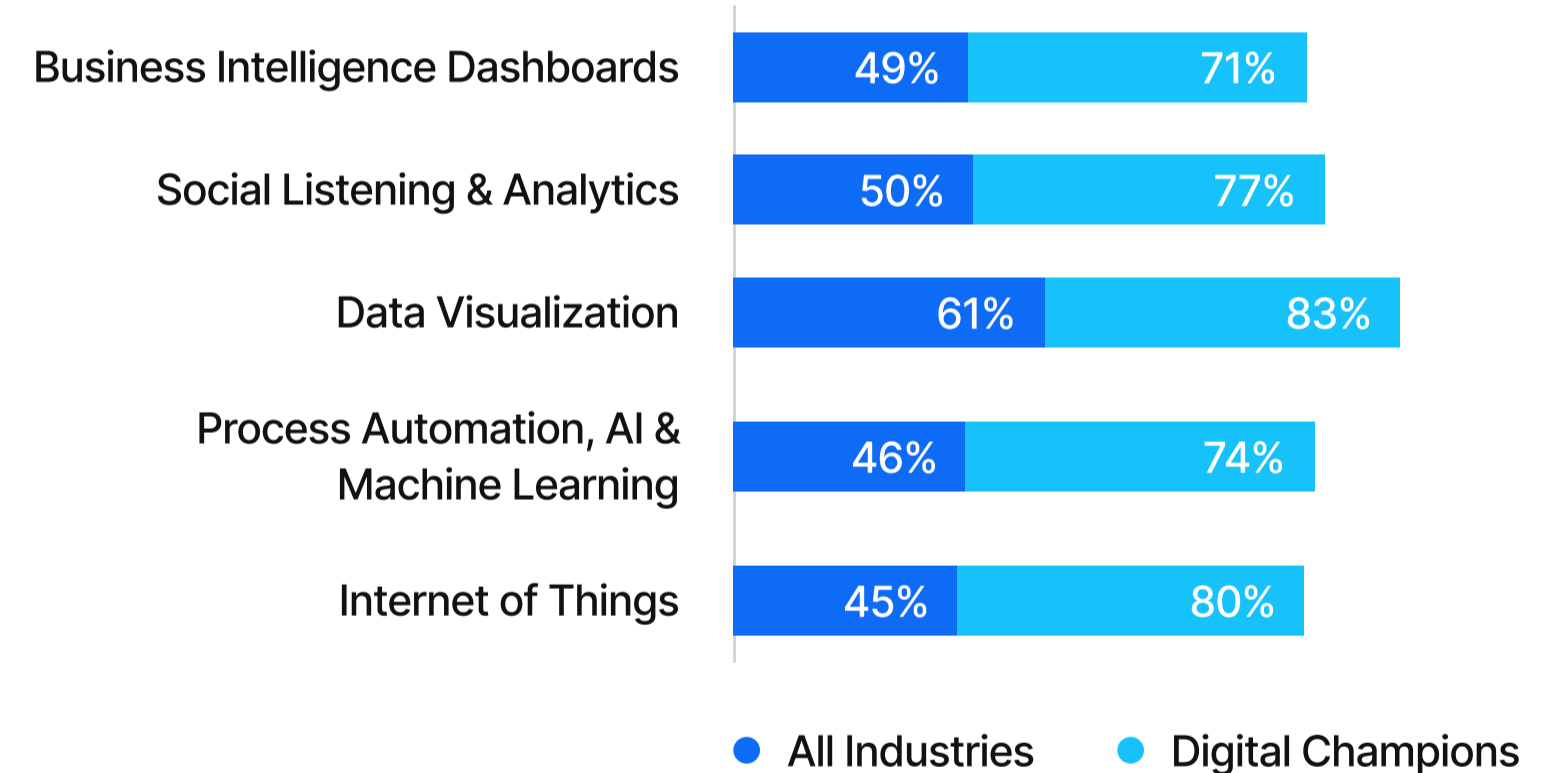 Business Intelligence Dashboards 49% 71%
Social Listening & Analytics 50% 77%
Data Visualization 61% 83%
Process Automation, AI &
Machine Learning 46% 74%
Internet of Things 45% 80%
All Industries Digital Champions